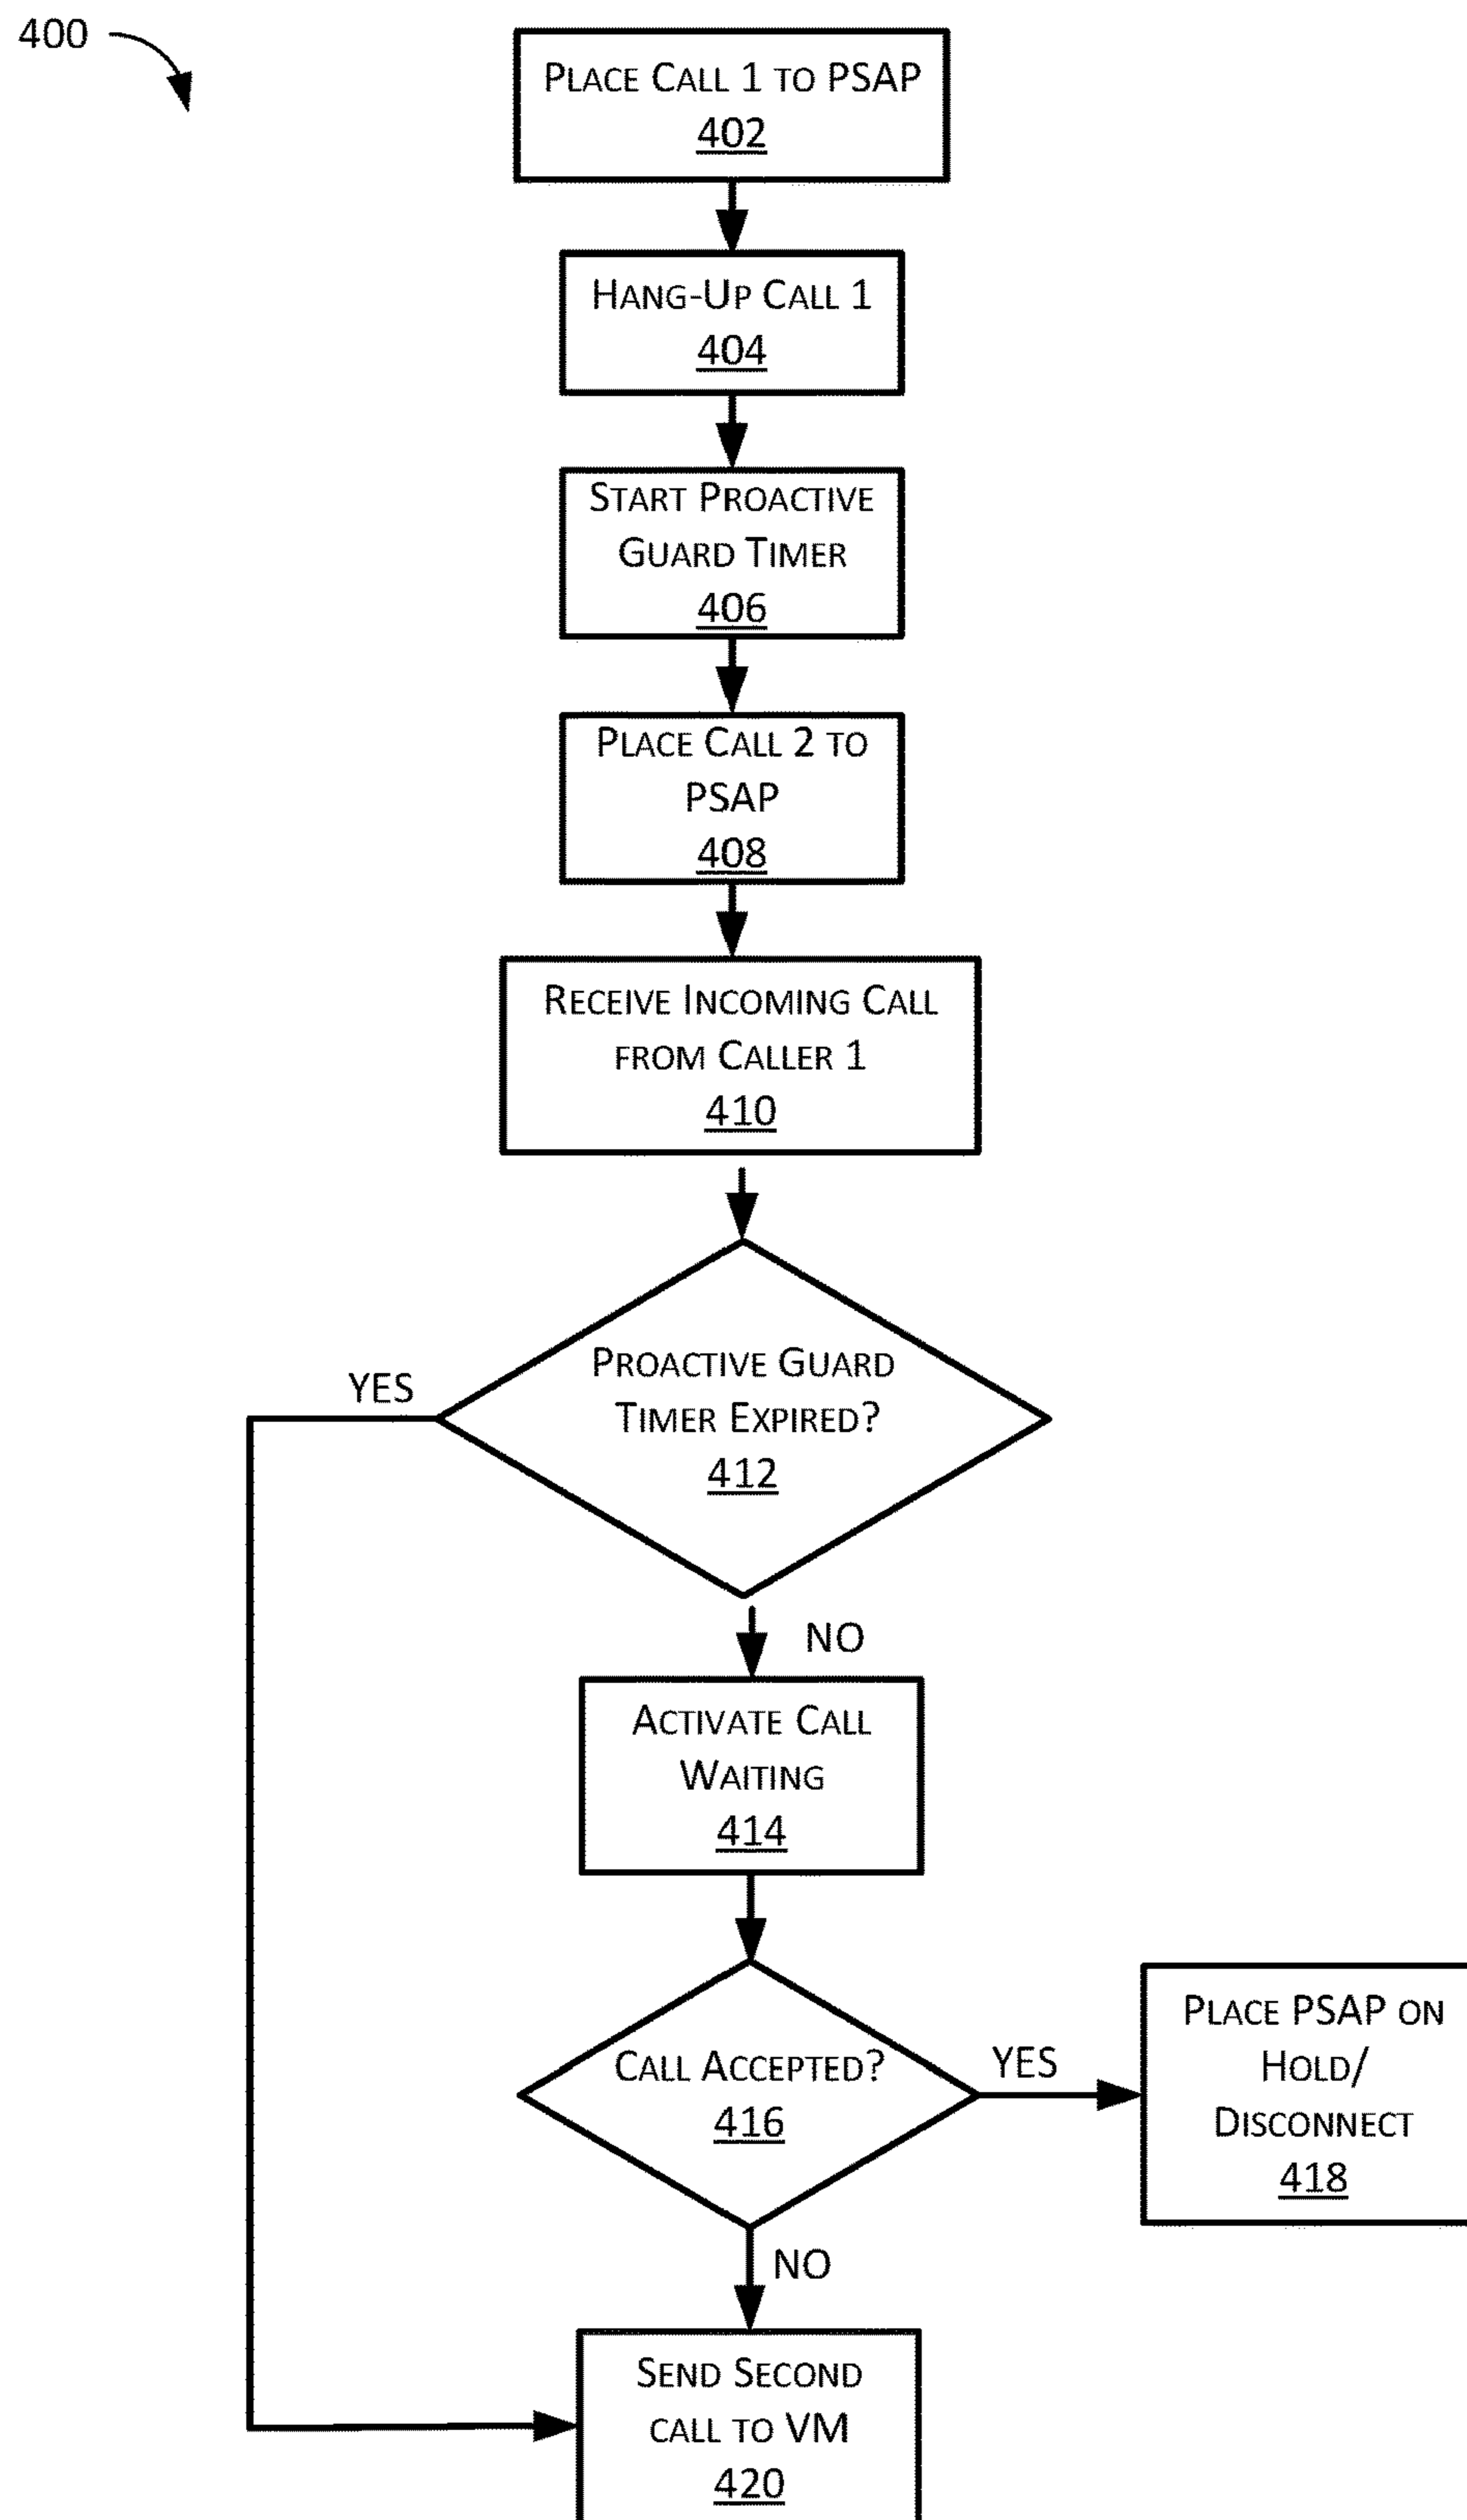 400
PLACE CALL 1 TO PSAP
402
HANG-UP CALL 1
404
START PROACTIVE
GUARD TIMER
406
PLACE CALL 2 TO
PSAP
408
RECEIVE INCOMING CALL
FROM CALLER 1
410
PROACTIVE GUARD
TIMER EXPIRED?
412
YES
NO
ACTIVATE CALL
WAITING
414
CALL ACCEPTED?
416
YES
PLACE PSAP ON
HOLD/
DISCONNECT
418
NO
SEND SECOND
CALL TO VM
420